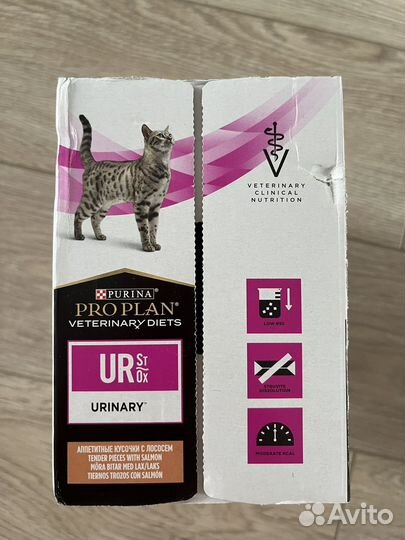 VETERINARY
CLINICAL
NUTRITION
PURINA
PRO PLAN®
VETERINARY DIETS
UR ST/OX
URINARY™
АППЕТИТНЫЕ КУСОЧКИ С ЛОСОСЕМ
TENDER PIECES WITH SALMON
MÖRA BITAR MED LAX/LAKS
TIERNOS TROZOS CON SALMÓN
LOW RSS
STRUVITE
DISSOLUTION
MODERATE KCAL
Avito